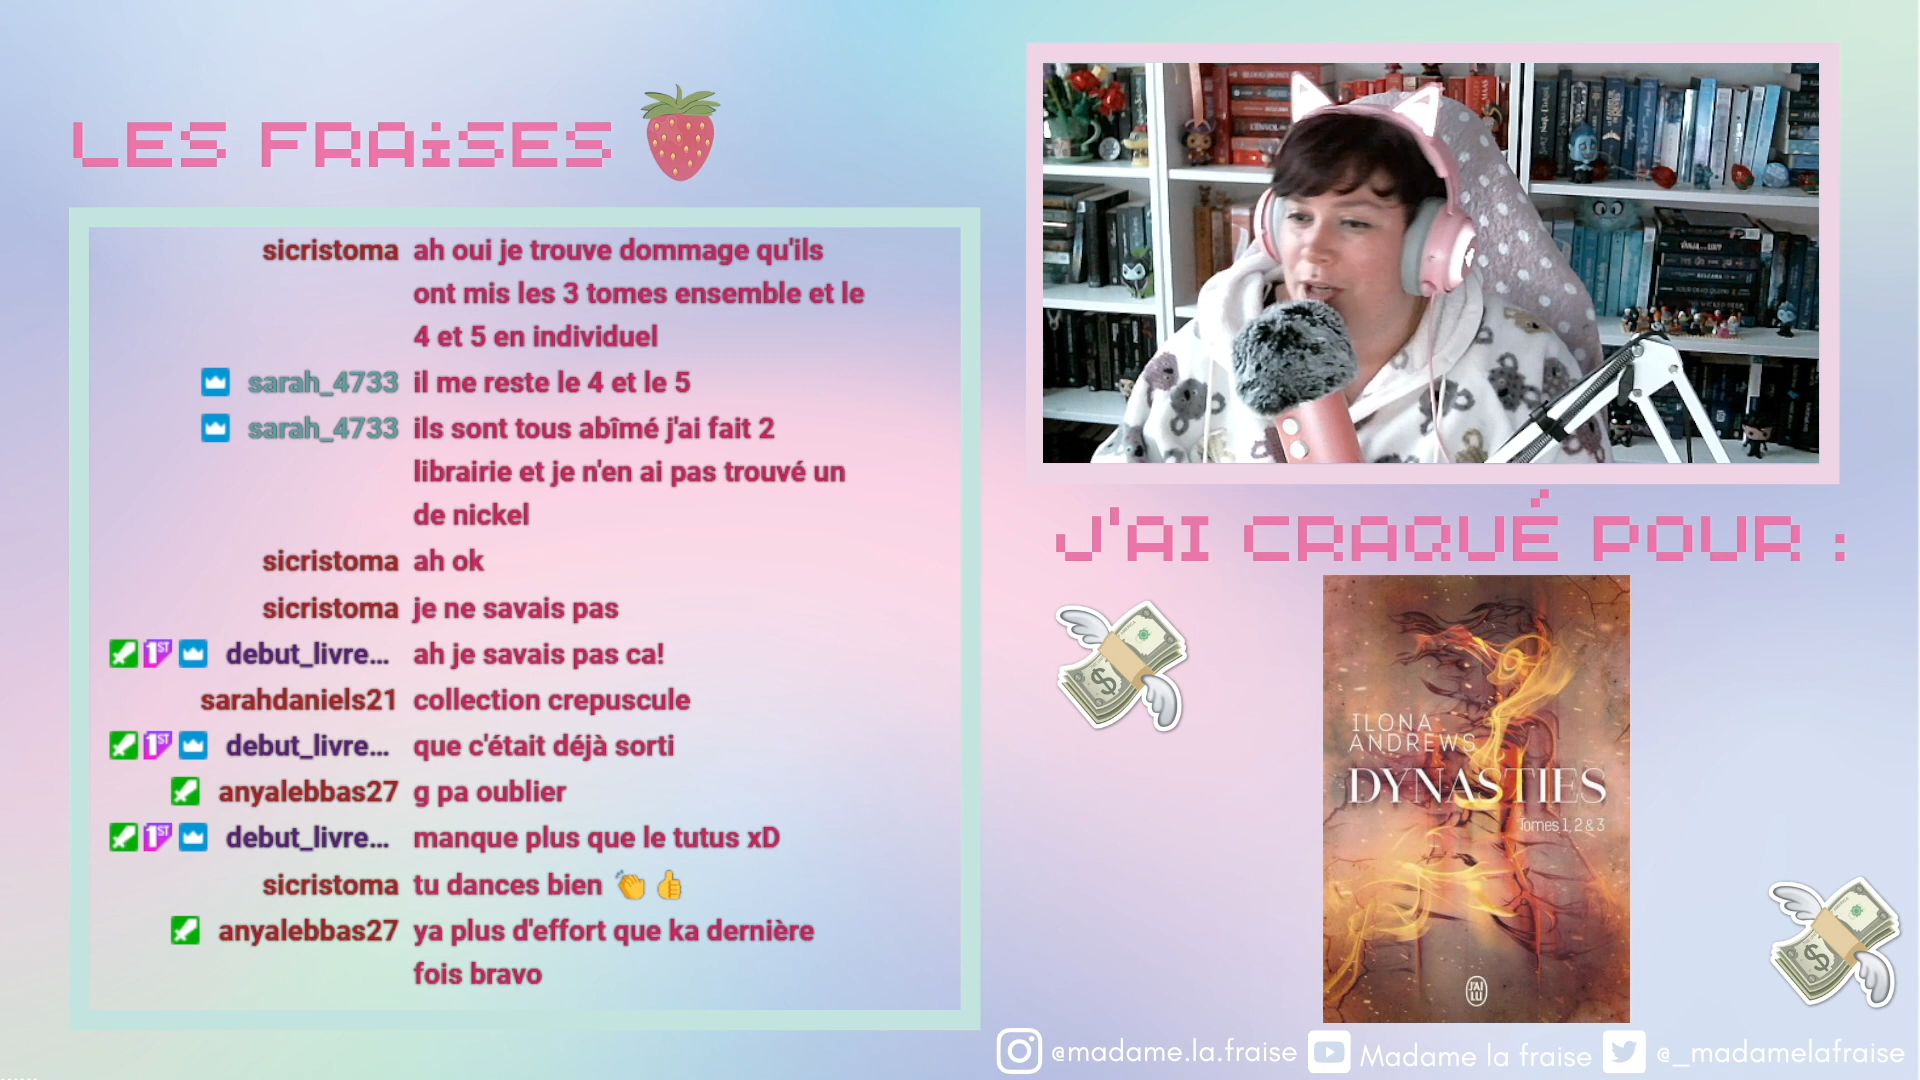 LES FRAISES
sicristoma ah oui je trouve dommage qu'ils
ont mis les 3 tomes ensemble et le
4 et 5 en individuel
sarah_4733 il me reste le 4 et le 5
sarah_4733 ils sont tous abîmé j'ai fait 2
librairie et je n'en ai pas trouvé un
de nickel
sicristoma ah ok
sicristoma je ne savais pas
1ST debut_livre... ah je savais pas ca!
sarahdaniels21 collection crepuscule
1ST debut_livre... que c'était déjà sorti
anyalebbas27 g pa oublier
1ST debut_livre... manque plus que le tutus xD
sicristoma tu dances bien 👏👍
anyalebbas27 ya plus d'effort que ka dernière
fois bravo
J'AI CRAQUÉ POUR :
ILONA
ANDREWS
DYNASTIES
Tomes 1, 2 & 3
J'AI
LU
@madame.la.fraise Madame la fraise @_madamelafraise